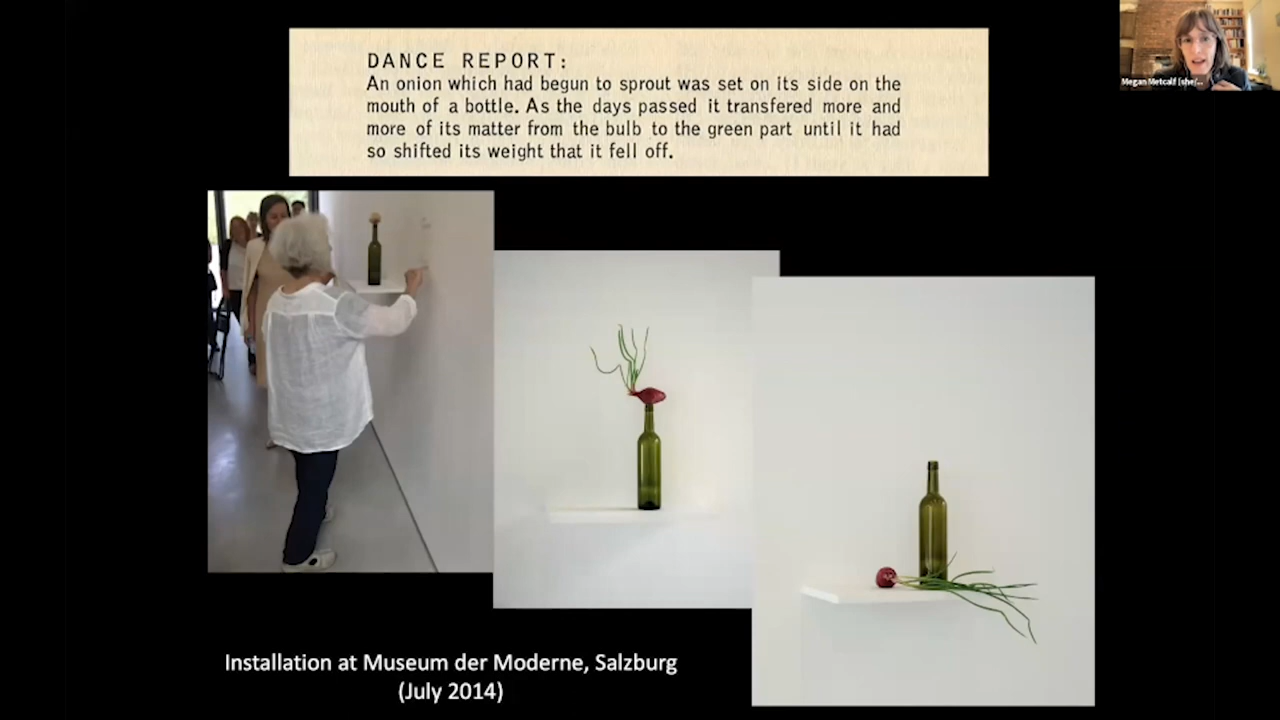 DANCE REPORT:
An onion which had begun to sprout was set on its side on the
mouth of a bottle. As the days passed it transfered more and
more of its matter from the bulb to the green part until it had
so shifted its weight that it fell off.
Installation at Museum der Moderne, Salzburg
(July 2014)
Megan Metcalf (she/...